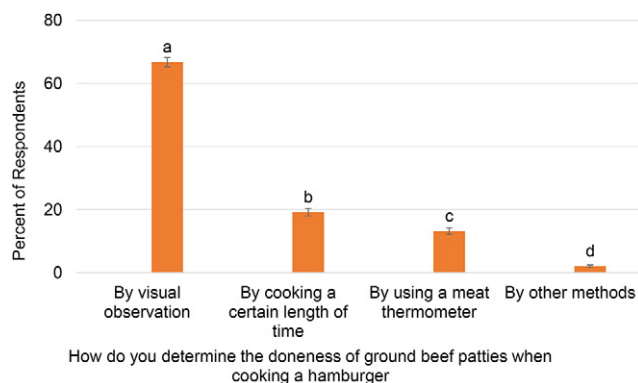 80
60
40
20
0
Percent of Respondents
a
b
c
d
By visual
observation
By cooking a
certain length of
time
By using a meat
thermometer
By other methods
How do you determine the doneness of ground beef patties when
cooking a hamburger